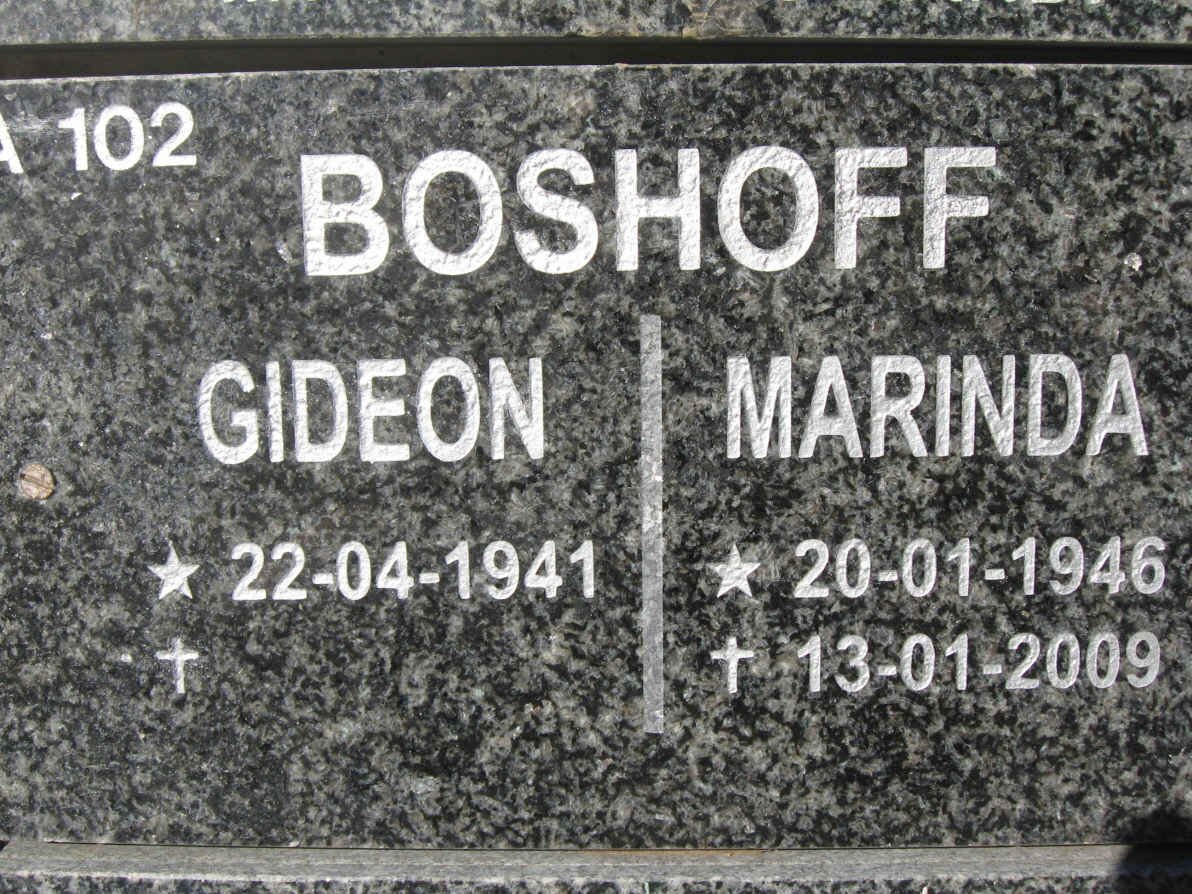 A 102
BOSHOFF
GIDEON MARINDA
★ 22-04-1941 ★ 20-01-1946
✝ ✝ 13-01-2009